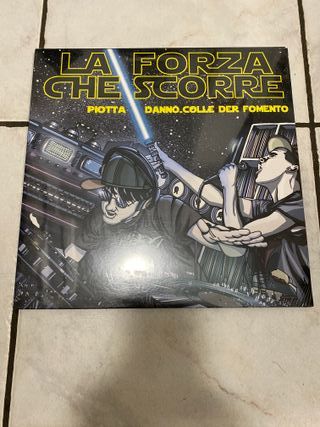 LA FORZA
CHE SCORRE
PIOTTA DANNO.COLLE DER FOMENTO